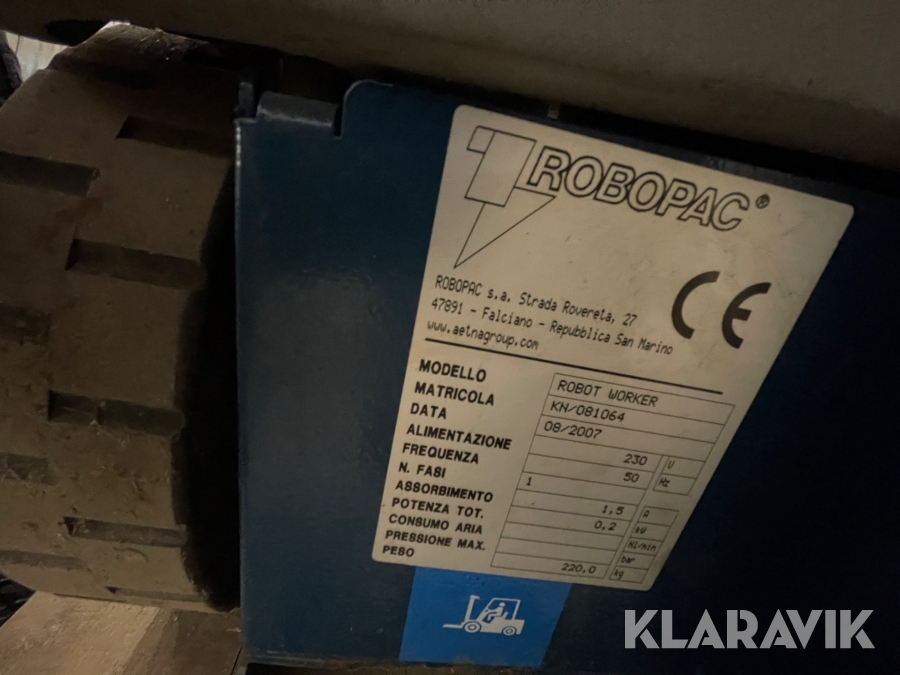 ROBOPAC®
CE
ROBOPAC s.a. Strada Rovereta, 27
47891 - Falciano - Repubblica San Marino
www.aetnagroup.com
MODELLO ROBOT WORKER
MATRICOLA KN/081064
DATA 08/2007
ALIMENTAZIONE 230 V
FREQUENZA 50 Hz
N. FASI 1
ASSORBIMENTO 1,5 A
POTENZA TOT. 0,2 kW
CONSUMO ARIA Nl/min
PRESSIONE MAX. bar
PESO 220,0 kg
KLARAVIK